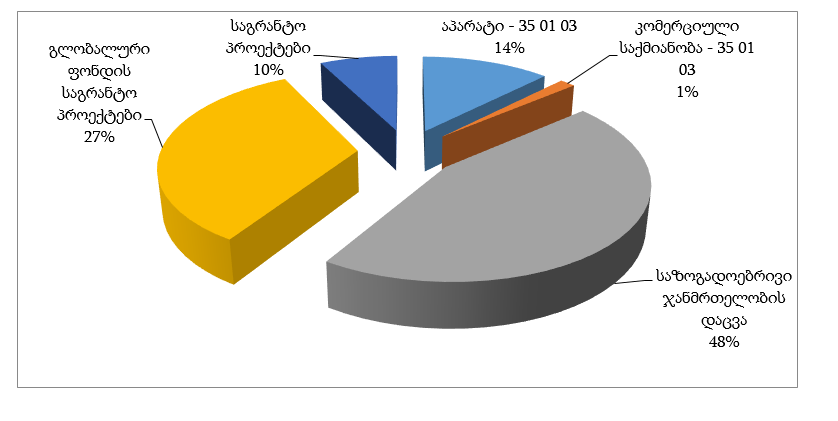 გლობალური
ფონდის
საგრანტო
პროექტები
27%
საგრანტო
პროექტები
10%
აპარატი - 35 01 03
14%
კომერციული
საქმიანობა - 35 01
03
1%
საზოგადოებრივი
ჯანმრთელობის
დაცვა
48%